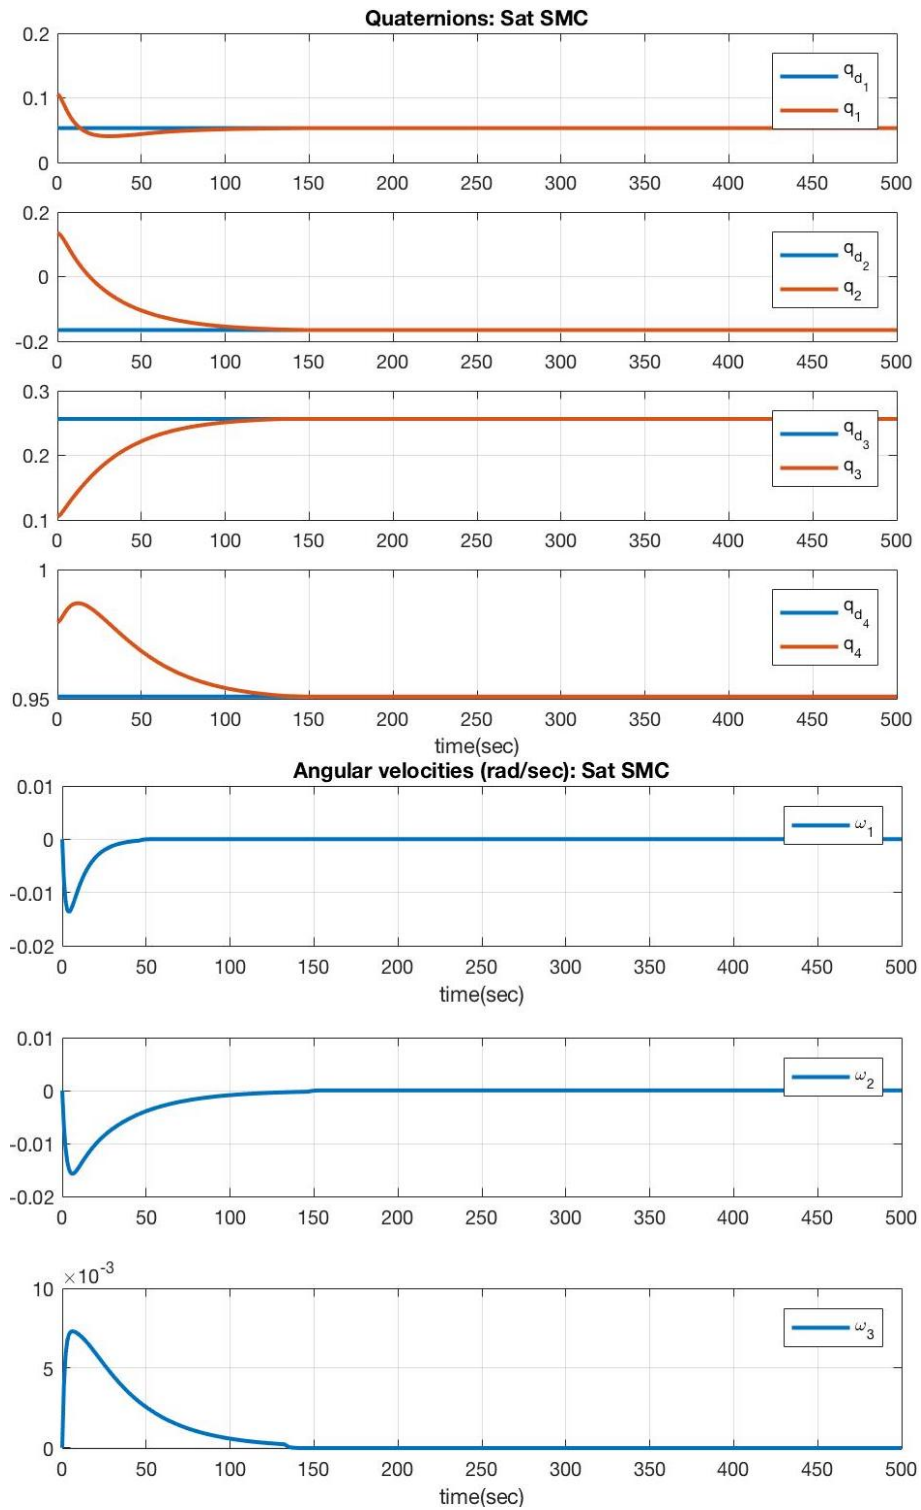 Quaternions: Sat SMC
0.2
0.1
0
q_d_1
q_1
0 50 100 150 200 250 300 350 400 450 500
0.2
0
-0.2
q_d_2
q_2
0 50 100 150 200 250 300 350 400 450 500
0.3
0.2
0.1
q_d_3
q_3
0 50 100 150 200 250 300 350 400 450 500
1
0.95
q_d_4
q_4
0 50 100 150 200 250 300 350 400 450 500
time(sec)
Angular velocities (rad/sec): Sat SMC
0.01
0
-0.01
-0.02
ω_1
0 50 100 150 200 250 300 350 400 450 500
time(sec)
0.01
0
-0.01
-0.02
ω_2
0 50 100 150 200 250 300 350 400 450 500
×10^-3
10
5
0
ω_3
0 50 100 150 200 250 300 350 400 450 500
time(sec)